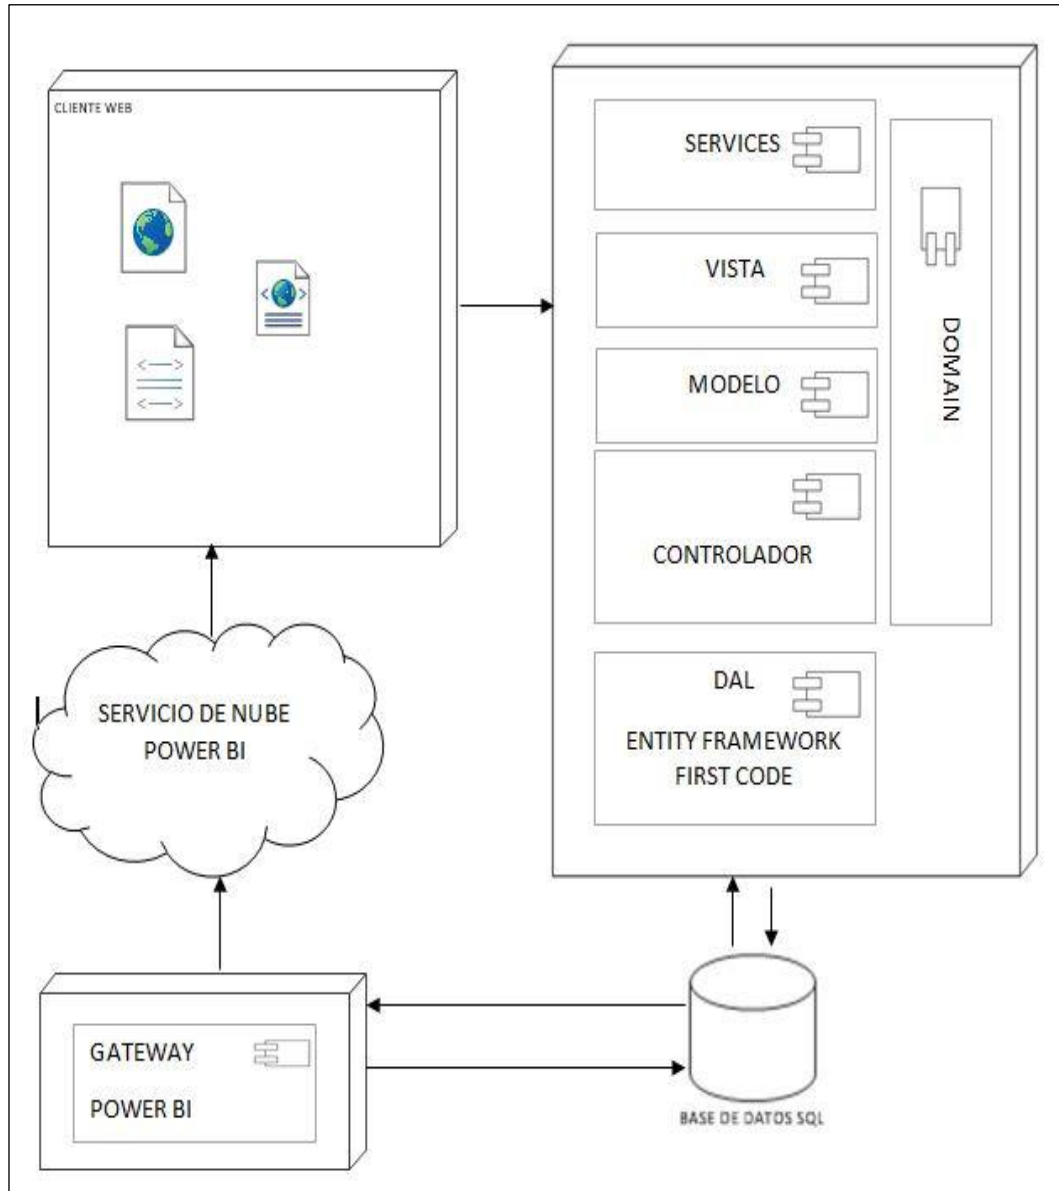 CLIENTE WEB
SERVICES
VISTA
MODELO
CONTROLADOR
DOMAIN
DAL
ENTITY FRAMEWORK
FIRST CODE
SERVICIO DE NUBE
POWER BI
GATEWAY
POWER BI
BASE DE DATOS SQL